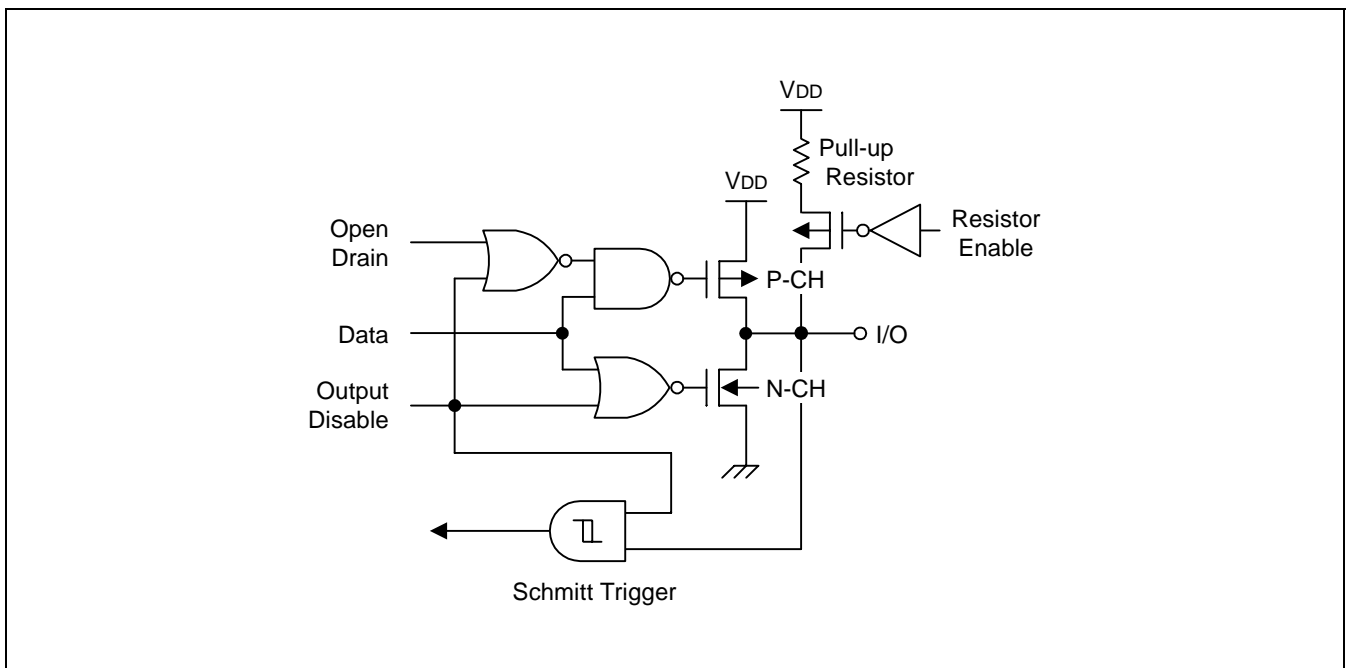 VDD
Pull-up
Resistor
VDD
Resistor
Enable
Open
Drain
P-CH
Data
I/O
Output
Disable
N-CH
Schmitt Trigger